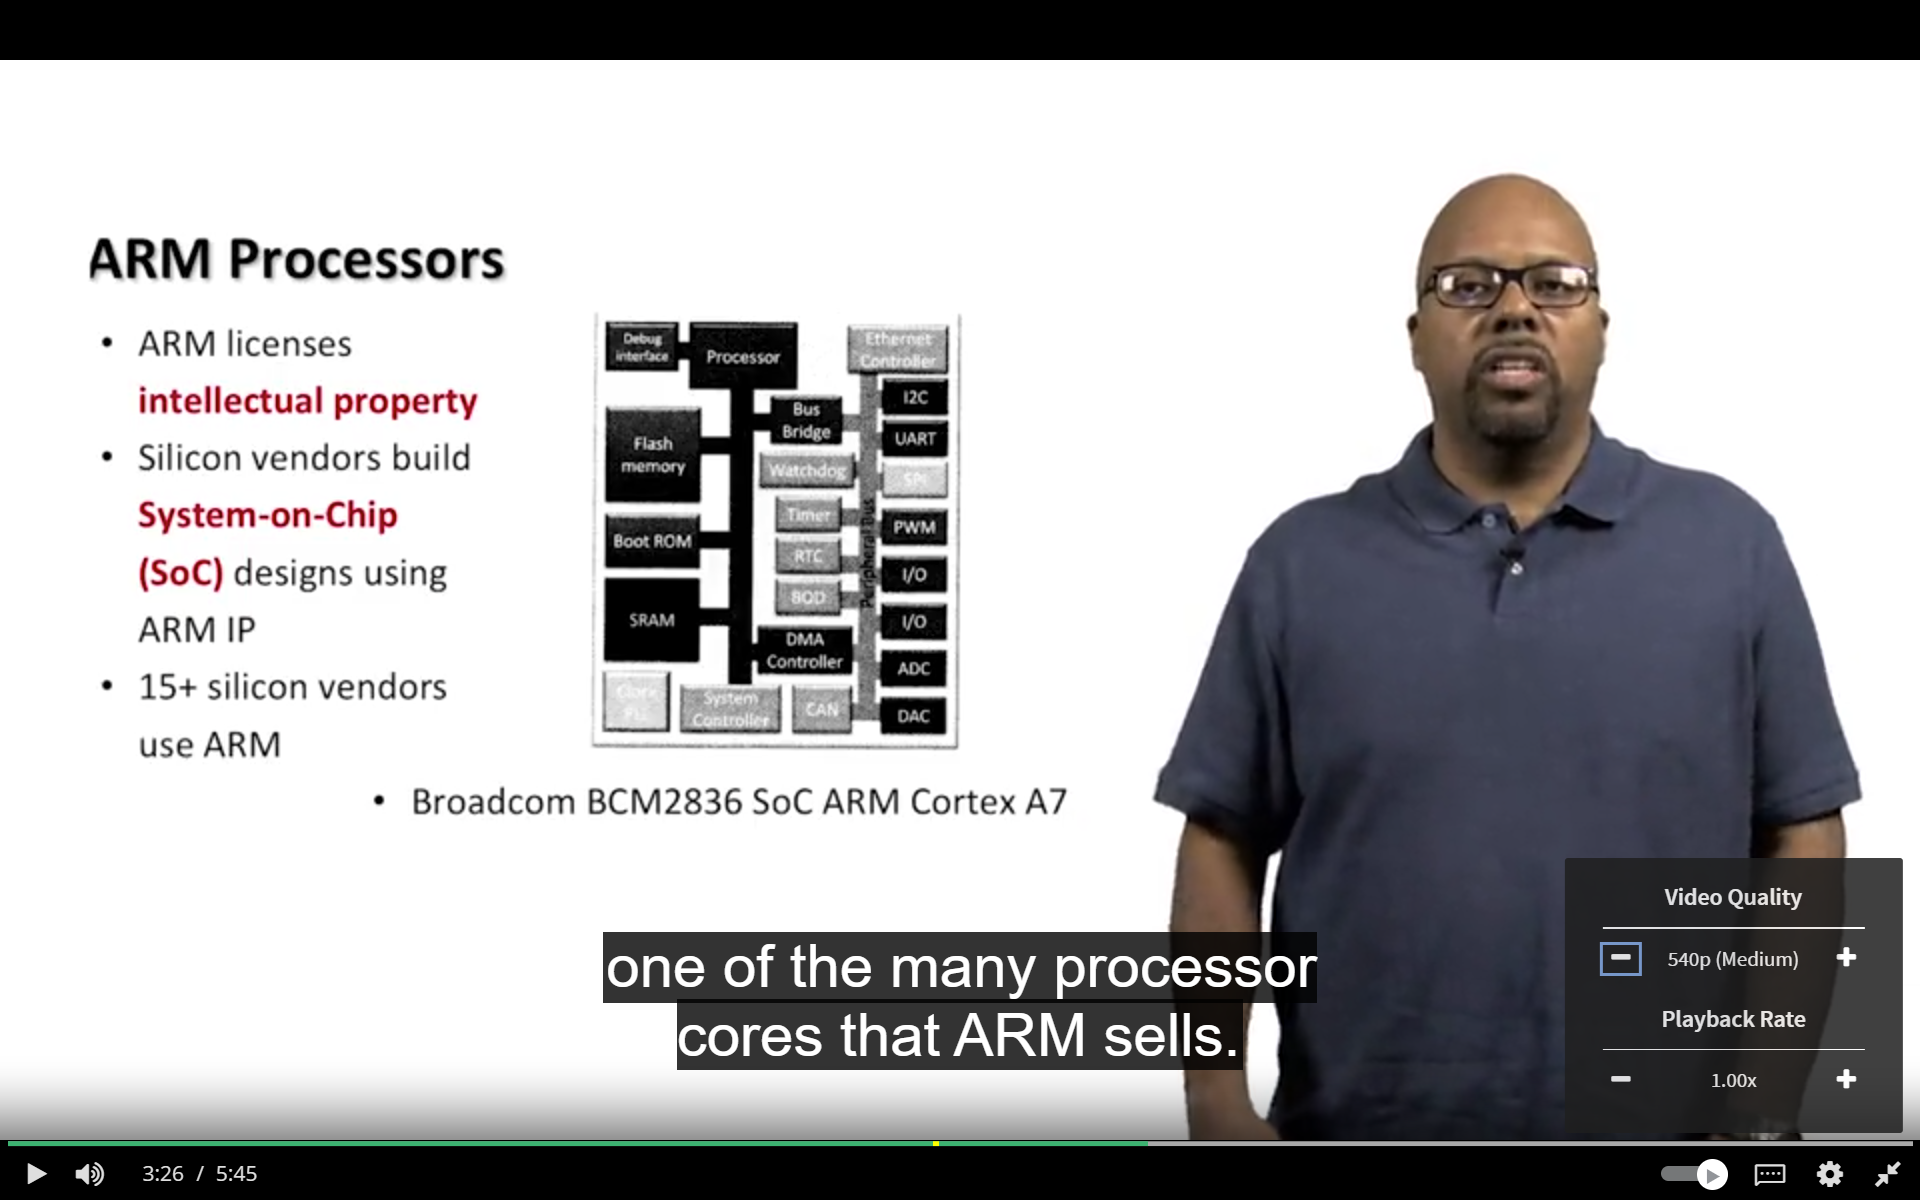 ARM Processors
• ARM licenses
intellectual property
• Silicon vendors build
System-on-Chip
(SoC) designs using
ARM IP
• 15+ silicon vendors
use ARM
Debug
interface
Processor
Ethernet
Controller
Flash
memory
Bus
Bridge
I2C
UART
Watchdog
SPI
Timer
PWM
Boot ROM
RTC
I/O
BOD
Peripheral Bus
SRAM
I/O
DMA
Controller
ADC
Clock
PLL
System
Controller
CAN
DAC
• Broadcom BCM2836 SoC ARM Cortex A7
one of the many processor
cores that ARM sells.
Video Quality
540p (Medium)
Playback Rate
1.00x
3:26 / 5:45